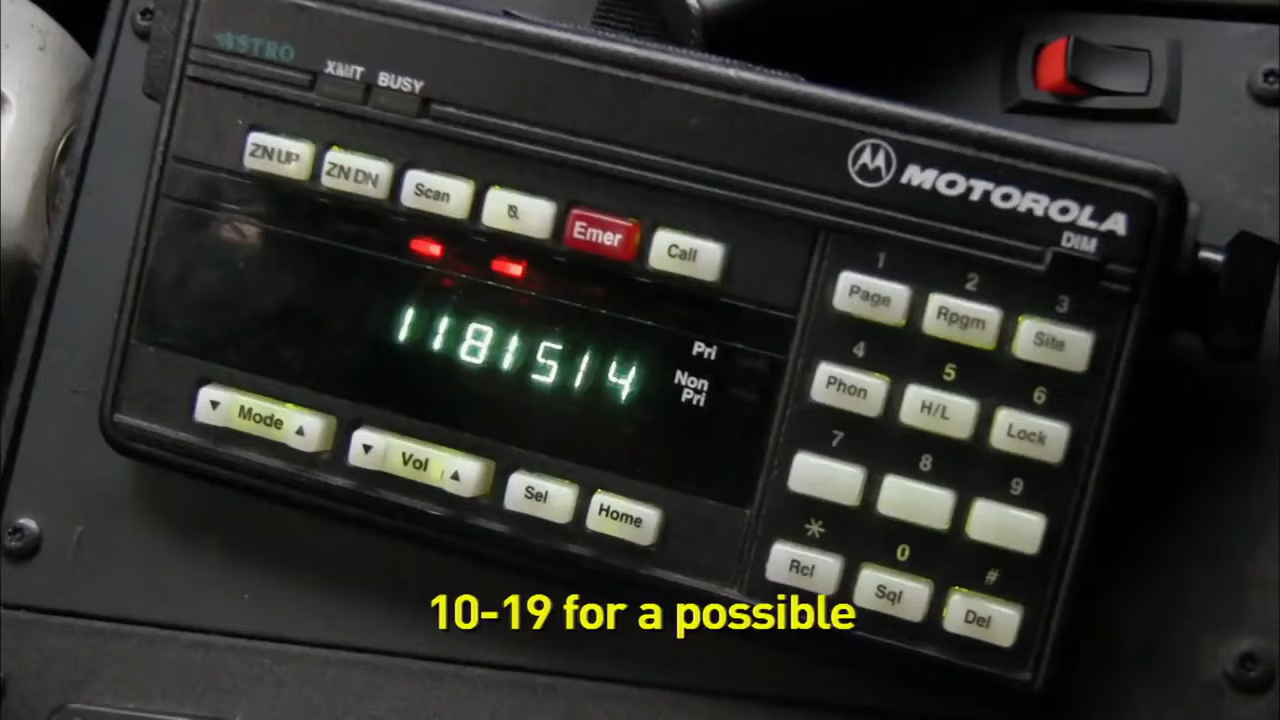 ASTRO
XMIT BUSY
MOTOROLA
DIM
ZN UP ZN DN Scan Emer Call
1181514
Pri
Non
Pri
Mode Vol Sel Home
1 2 3
Page Rpgm Site
4 5 6
Phon H/L Lock
7 8 9
* 0 #
Rcl Sql Del
10-19 for a possible